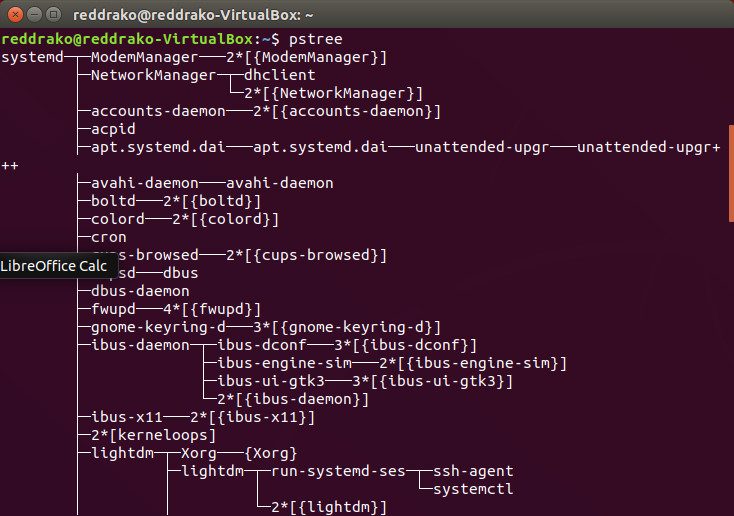 reddrako@reddrako-VirtualBox: ~
reddrako@reddrako-VirtualBox:~$ pstree
systemd─┬─ModemManager───2*[{ModemManager}]
        ├─NetworkManager─┬─dhclient
        │                └─2*[{NetworkManager}]
        ├─accounts-daemon───2*[{accounts-daemon}]
        ├─acpid
        ├─apt.systemd.dai───apt.systemd.dai───unattended-upgr───unattended-upgr+
++
        ├─avahi-daemon───avahi-daemon
        ├─boltd───2*[{boltd}]
        ├─colord───2*[{colord}]
        ├─cron
        ├─cups-browsed───2*[{cups-browsed}]
LibreOffice Calc
        ├─cupsd───dbus
        ├─dbus-daemon
        ├─fwupd───4*[{fwupd}]
        ├─gnome-keyring-d───3*[{gnome-keyring-d}]
        ├─ibus-daemon─┬─ibus-dconf───3*[{ibus-dconf}]
        │             ├─ibus-engine-sim───2*[{ibus-engine-sim}]
        │             ├─ibus-ui-gtk3───3*[{ibus-ui-gtk3}]
        │             └─2*[{ibus-daemon}]
        ├─ibus-x11───2*[{ibus-x11}]
        ├─2*[kerneloops]
        ├─lightdm─┬─Xorg───{Xorg}
        │         ├─lightdm─┬─run-systemd-ses─┬─ssh-agent
        │         │         │                 └─systemctl
        │         │         └─2*[{lightdm}]